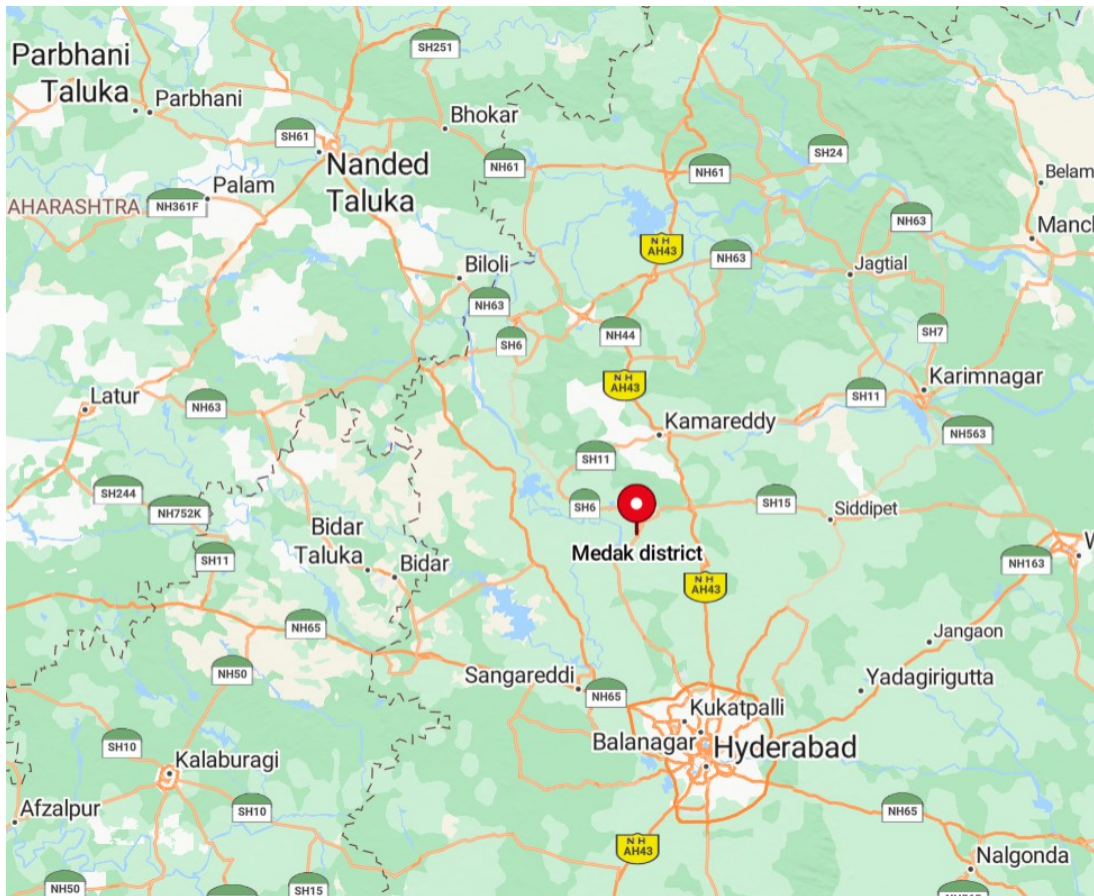 SH251
Parbhani
Taluka
Parbhani
Bhokar
SH61
SH24
Nanded
Taluka
NH61
NH61
Palam
Belam
AHARASHTRA
NH361F
NH63
Manch
NH
AH43
NH63
Jagtial
Biloli
NH63
SH6
NH44
SH7
NH
AH43
Karimnagar
Latur
NH63
SH11
Kamareddy
NH563
SH11
SH244
SH6
SH15
Siddipet
NH752K
Bidar
Taluka
Bidar
SH11
Medak district
NH163
NH
AH43
NH65
Jangaon
NH50
Sangareddi
NH65
Yadagirigutta
Kukatpalli
Balanagar
Hyderabad
SH10
Kalaburagi
Afzalpur
SH10
NH65
NH
AH43
Nalgonda
NH50
SH15